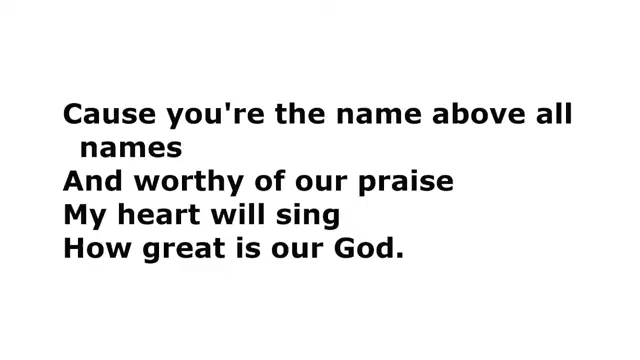 Cause you're the name above all
names
And worthy of our praise
My heart will sing
How great is our God.